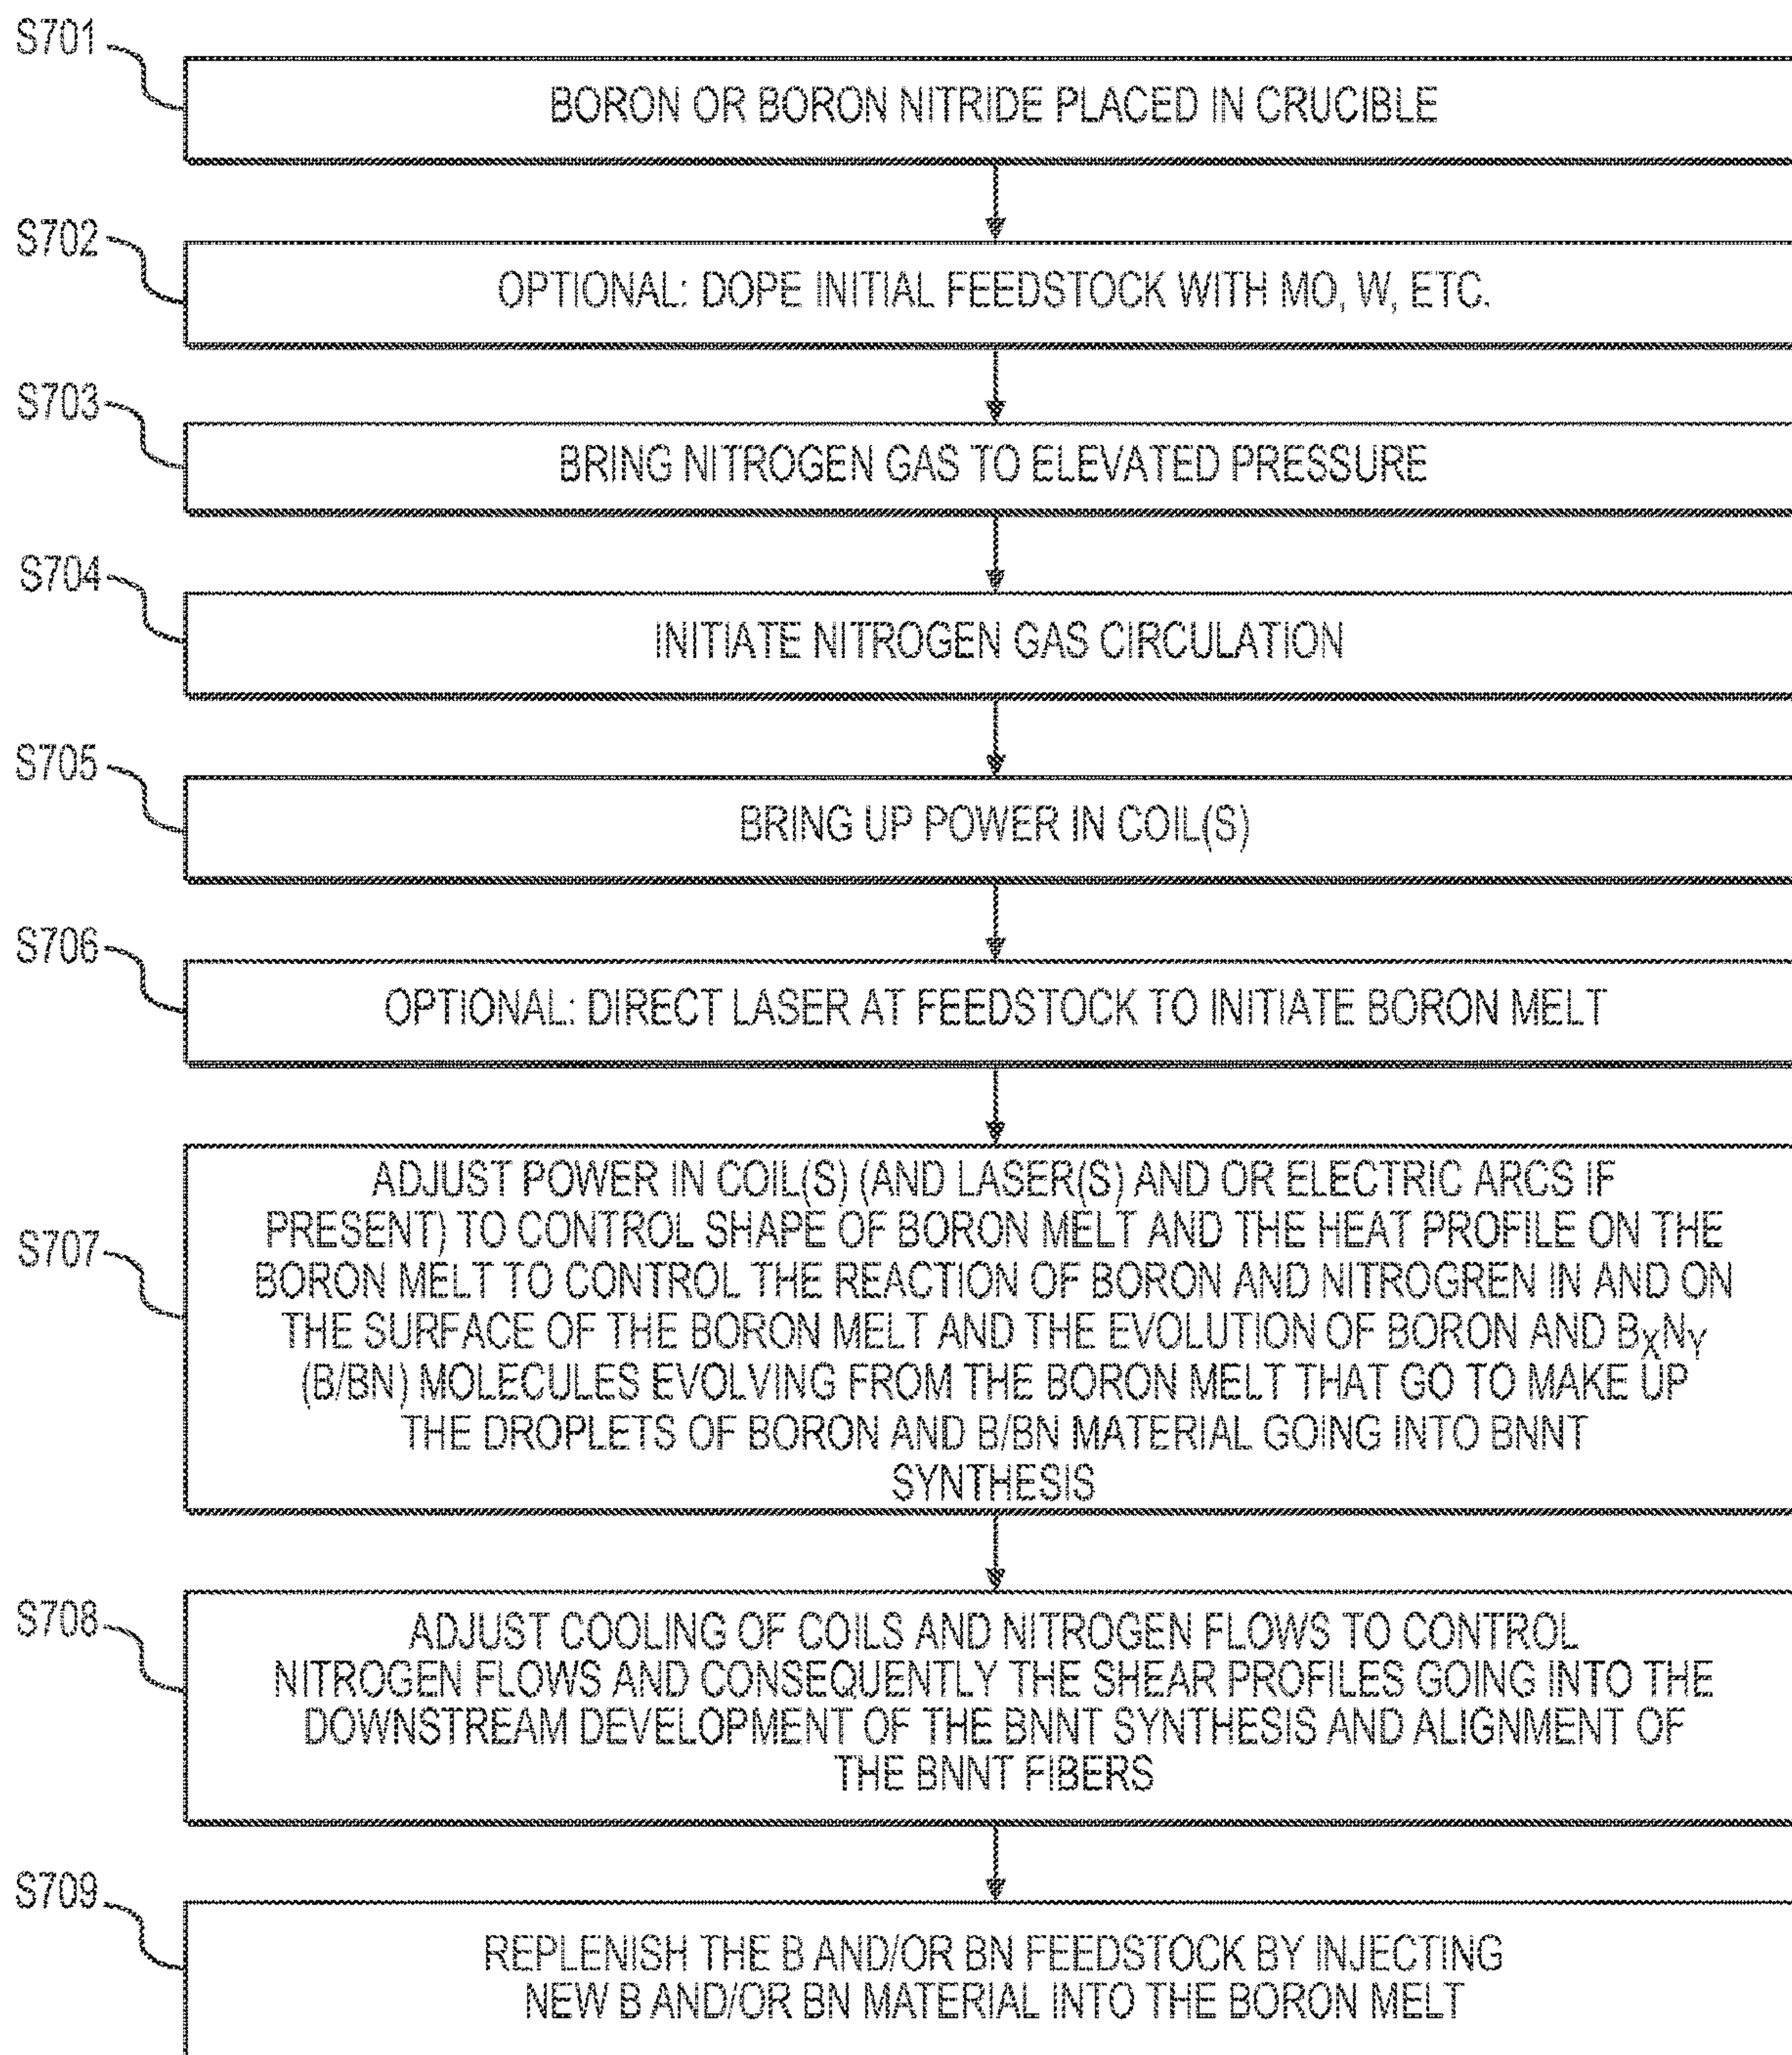 S701
BORON OR BORON NITRIDE PLACED IN CRUCIBLE
S702
OPTIONAL: DOPE INITIAL FEEDSTOCK WITH MO, W, ETC.
S703
BRING NITROGEN GAS TO ELEVATED PRESSURE
S704
INITIATE NITROGEN GAS CIRCULATION
S705
BRING UP POWER IN COIL(S)
S706
OPTIONAL: DIRECT LASER AT FEEDSTOCK TO INITIATE BORON MELT
S707
ADJUST POWER IN COIL(S) (AND LASER(S) AND OR ELECTRIC ARCS IF
PRESENT) TO CONTROL SHAPE OF BORON MELT AND THE HEAT PROFILE ON THE
BORON MELT TO CONTROL THE REACTION OF BORON AND NITROGREN IN AND ON
THE SURFACE OF THE BORON MELT AND THE EVOLUTION OF BORON AND BXNY
(B/BN) MOLECULES EVOLVING FROM THE BORON MELT THAT GO TO MAKE UP
THE DROPLETS OF BORON AND B/BN MATERIAL GOING INTO BNNT
SYNTHESIS
S708
ADJUST COOLING OF COILS AND NITROGEN FLOWS TO CONTROL
NITROGEN FLOWS AND CONSEQUENTLY THE SHEAR PROFILES GOING INTO THE
DOWNSTREAM DEVELOPMENT OF THE BNNT SYNTHESIS AND ALIGNMENT OF
THE BNNT FIBERS
S709
REPLENISH THE B AND/OR BN FEEDSTOCK BY INJECTING
NEW B AND/OR BN MATERIAL INTO THE BORON MELT